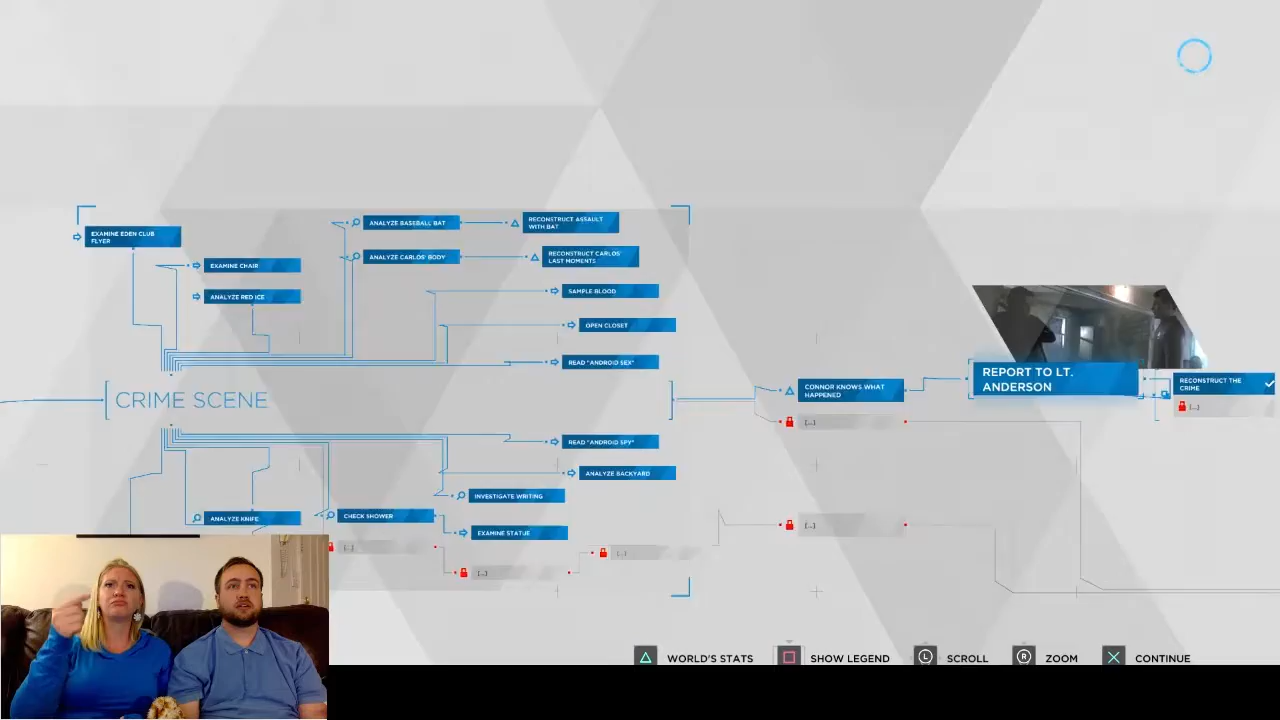 EXAMINE EDEN CLUB
FLYER
EXAMINE CHAIR
ANALYZE RED ICE
ANALYZE BASEBALL BAT
RECONSTRUCT ASSAULT
WITH BAT
ANALYZE CARLOS' BODY
RECONSTRUCT CARLOS'
LAST MOMENTS
SAMPLE BLOOD
OPEN CLOSET
READ "ANDROID SEX"
CRIME SCENE
CONNOR KNOWS WHAT
HAPPENED
[...]
REPORT TO LT.
ANDERSON
RECONSTRUCT THE
CRIME
[...]
READ "ANDROID SPY"
ANALYZE BACKYARD
INVESTIGATE WRITING
ANALYZE KNIFE
CHECK SHOWER
EXAMINE STATUE
[...]
[...]
[...]
[...]
WORLD'S STATS
SHOW LEGEND
L
SCROLL
R
ZOOM
CONTINUE